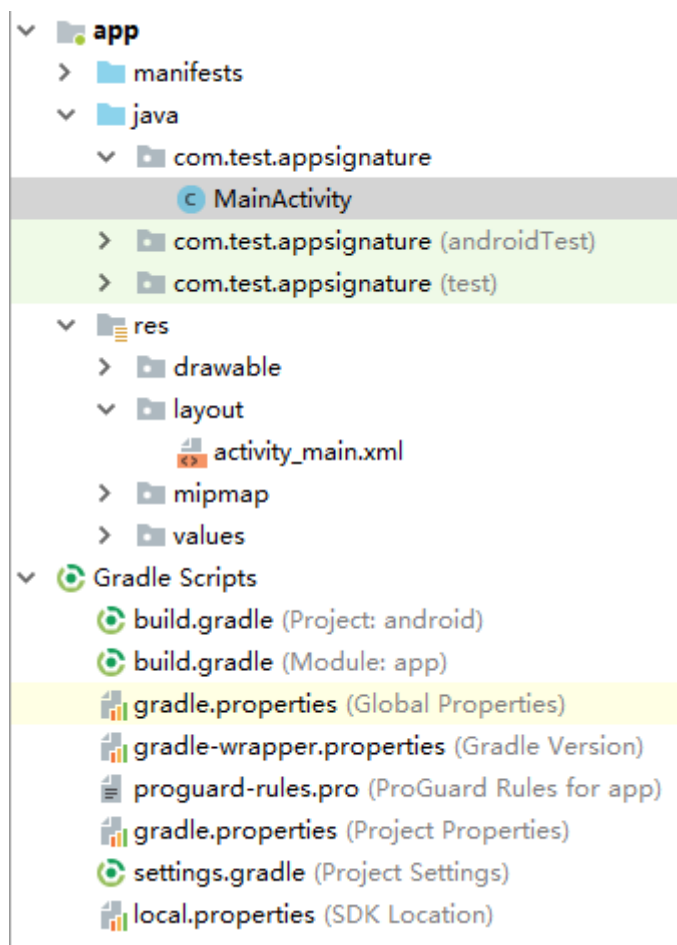 app
manifests
java
com.test.appsignature
C MainActivity
com.test.appsignature (androidTest)
com.test.appsignature (test)
res
drawable
layout
activity_main.xml
mipmap
values
Gradle Scripts
build.gradle (Project: android)
build.gradle (Module: app)
gradle.properties (Global Properties)
gradle-wrapper.properties (Gradle Version)
proguard-rules.pro (ProGuard Rules for app)
gradle.properties (Project Properties)
settings.gradle (Project Settings)
local.properties (SDK Location)